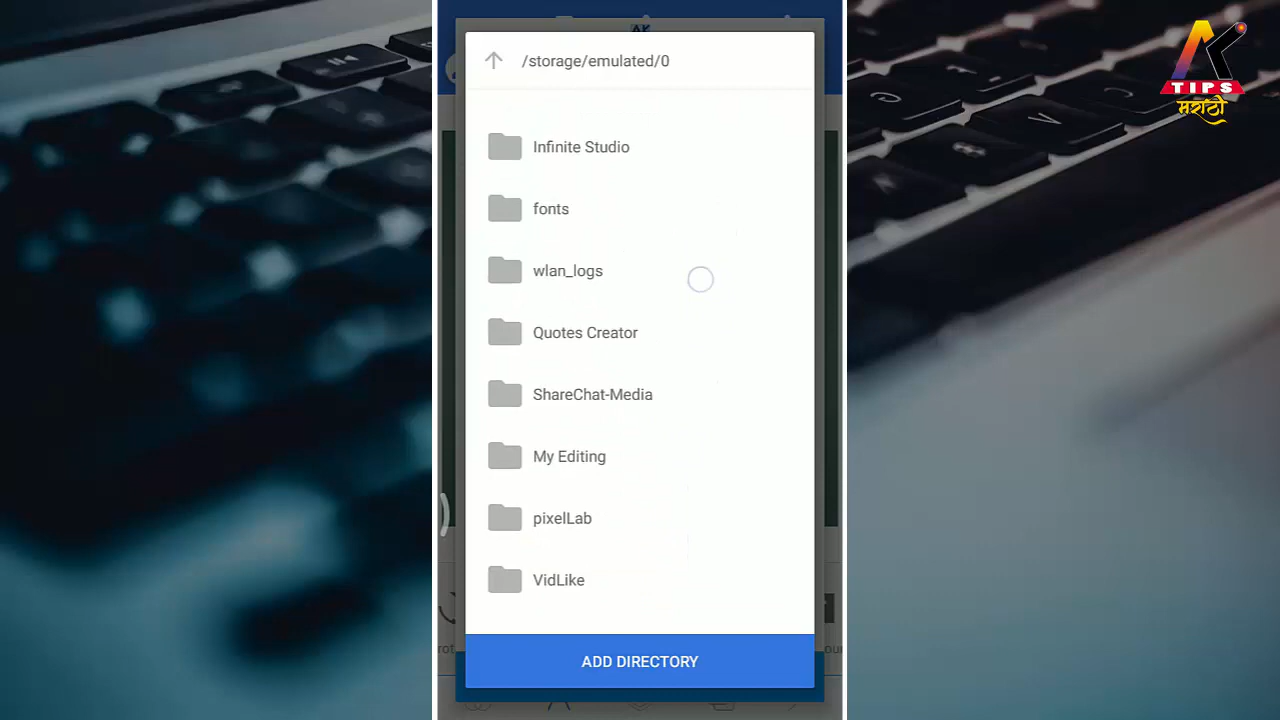 /storage/emulated/0
AK
TIPS
मराठी
Infinite Studio
fonts
wlan_logs
Quotes Creator
ShareChat-Media
My Editing
pixelLab
VidLike
ADD DIRECTORY